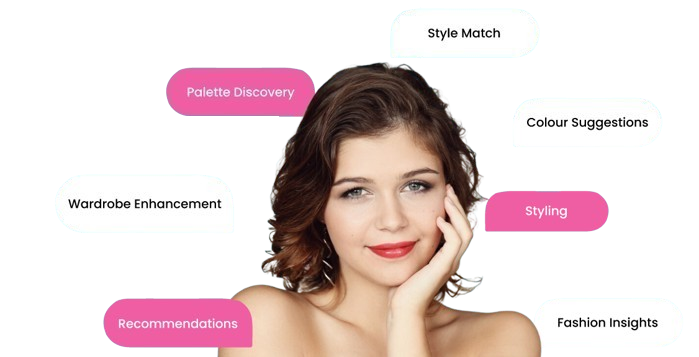 Style Match
Palette Discovery
Colour Suggestions
Wardrobe Enhancement
Styling
Recommendations
Fashion Insights